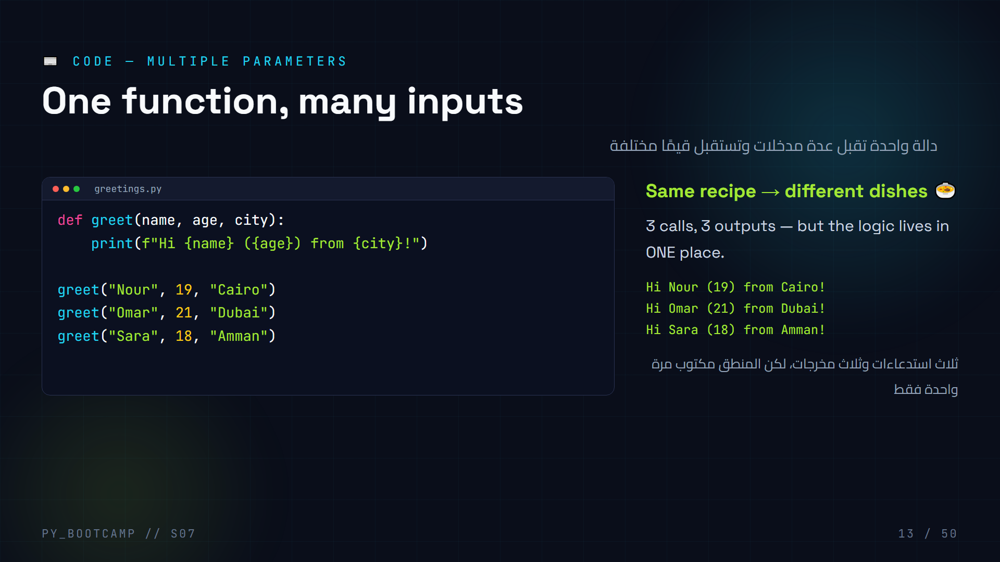 CODE — MULTIPLE PARAMETERS
One function, many inputs
دالة واحدة تقبل عدة مدخلات وتستقبل قيمًا مختلفة
greetings.py
def greet(name, age, city):
    print(f"Hi {name} ({age}) from {city}!")
greet("Nour", 19, "Cairo")
greet("Omar", 21, "Dubai")
greet("Sara", 18, "Amman")
Same recipe → different dishes 🍲
3 calls, 3 outputs — but the logic lives in
ONE place.
Hi Nour (19) from Cairo!
Hi Omar (21) from Dubai!
Hi Sara (18) from Amman!
ثلاث استدعاءات وثلاث مخرجات، لكن المنطق مكتوب مرة
واحدة فقط
PY_BOOTCAMP // S07
13 / 50